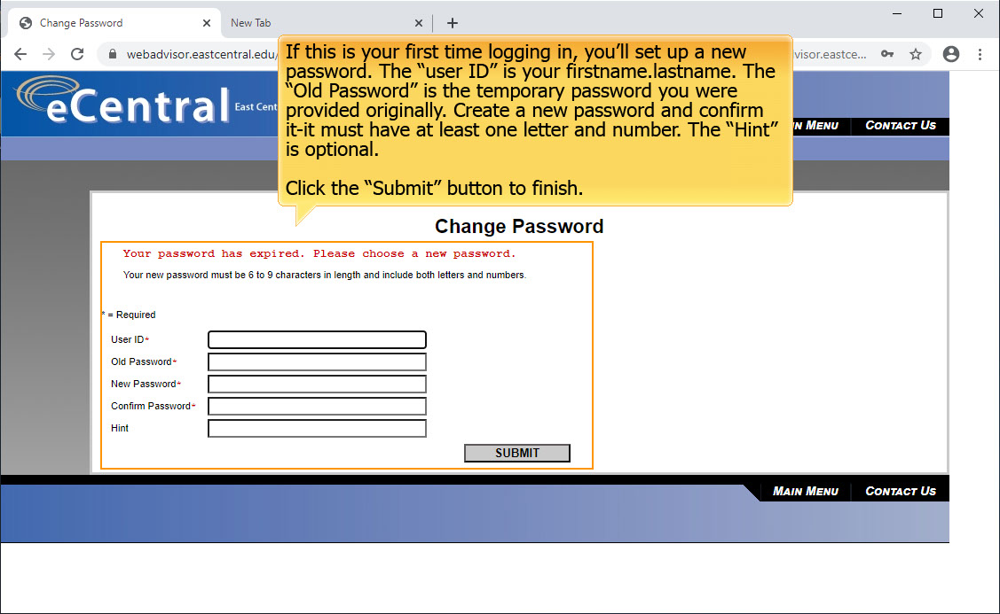 Change Password
New Tab
webadvisor.eastcentral.edu/
visor.eastce...
If this is your first time logging in, you’ll set up a new
password. The “user ID” is your firstname.lastname. The
“Old Password” is the temporary password you were
provided originally. Create a new password and confirm
it-it must have at least one letter and number. The “Hint”
is optional.
Click the “Submit” button to finish.
eCentral
East Cent
IN MENU
CONTACT US
Change Password
Your password has expired. Please choose a new password.
Your new password must be 6 to 9 characters in length and include both letters and numbers.
* = Required
User ID*
Old Password*
New Password*
Confirm Password*
Hint
SUBMIT
MAIN MENU
CONTACT US